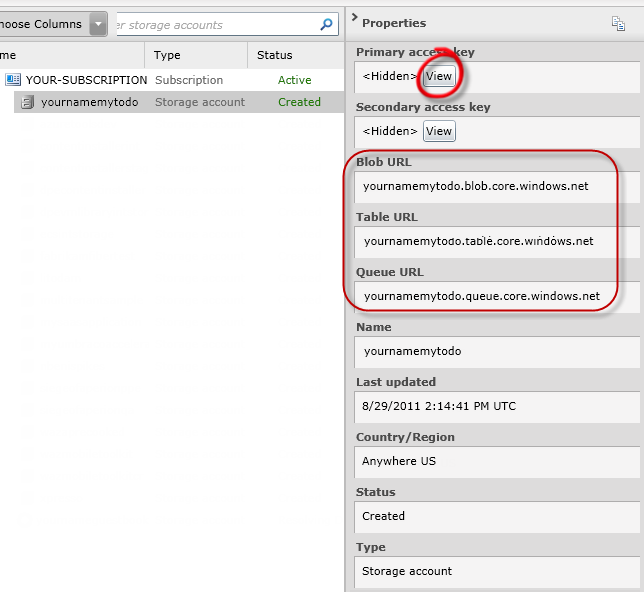 hoose Columns
er storage accounts
me Type Status
YOUR-SUBSCRIPTION Subscription Active
yournamemytodo Storage account Created
Properties
Primary access key
<Hidden> View
Secondary access key
<Hidden> View
Blob URL
yournamemytodo.blob.core.windows.net
Table URL
yournamemytodo.table.core.windows.net
Queue URL
yournamemytodo.queue.core.windows.net
Name
yournamemytodo
Last updated
8/29/2011 2:14:41 PM UTC
Country/Region
Anywhere US
Status
Created
Type
Storage account